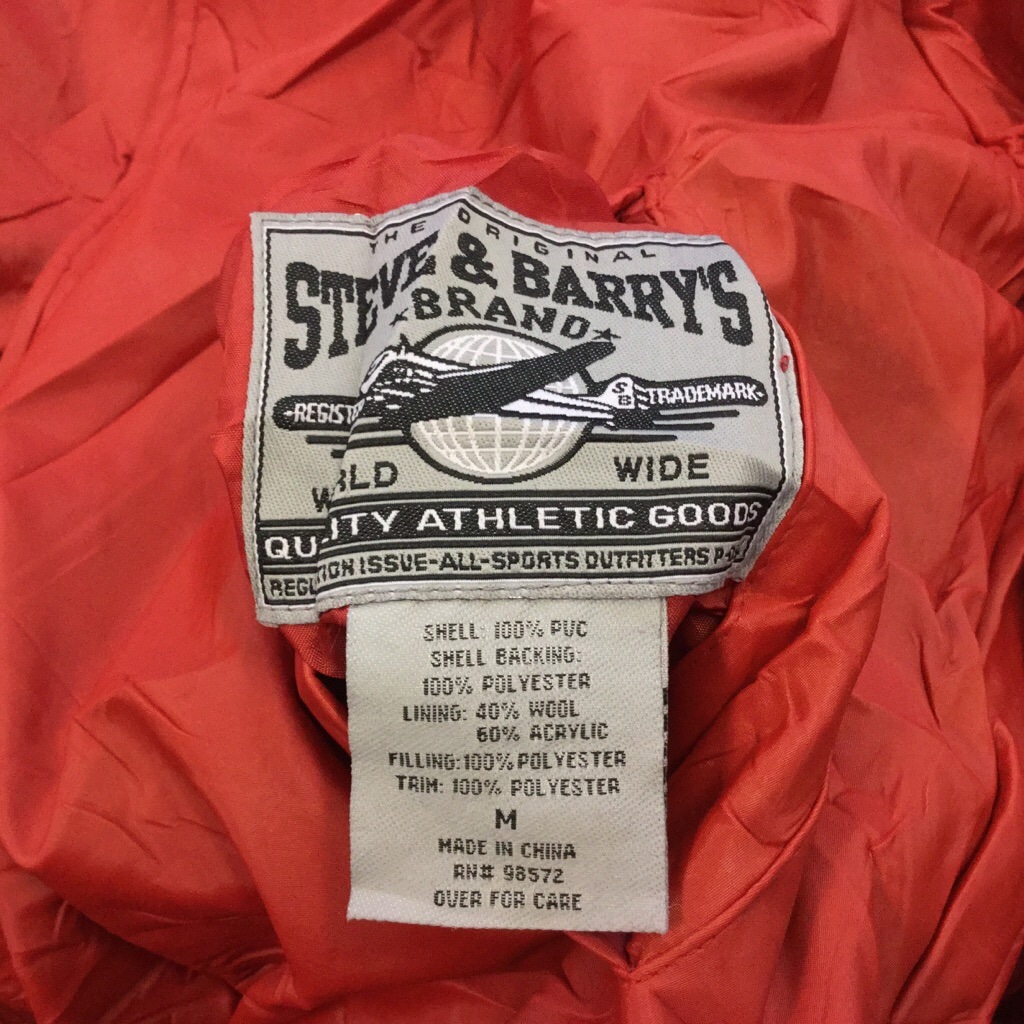 THE ORIGINAL
STEVE & BARRY'S
BRAND
SB TRADEMARK
WIDE
ATHLETIC GOODS
ISSUE-ALL-SPORTS OUTFITTERS
SHELL: 100% PVC
SHELL BACKING:
100% POLYESTER
LINING: 40% WOOL
60% ACRYLIC
FILLING:100% POLYESTER
TRIM: 100% POLYESTER
M
MADE IN CHINA
RN# 98572
OVER FOR CARE